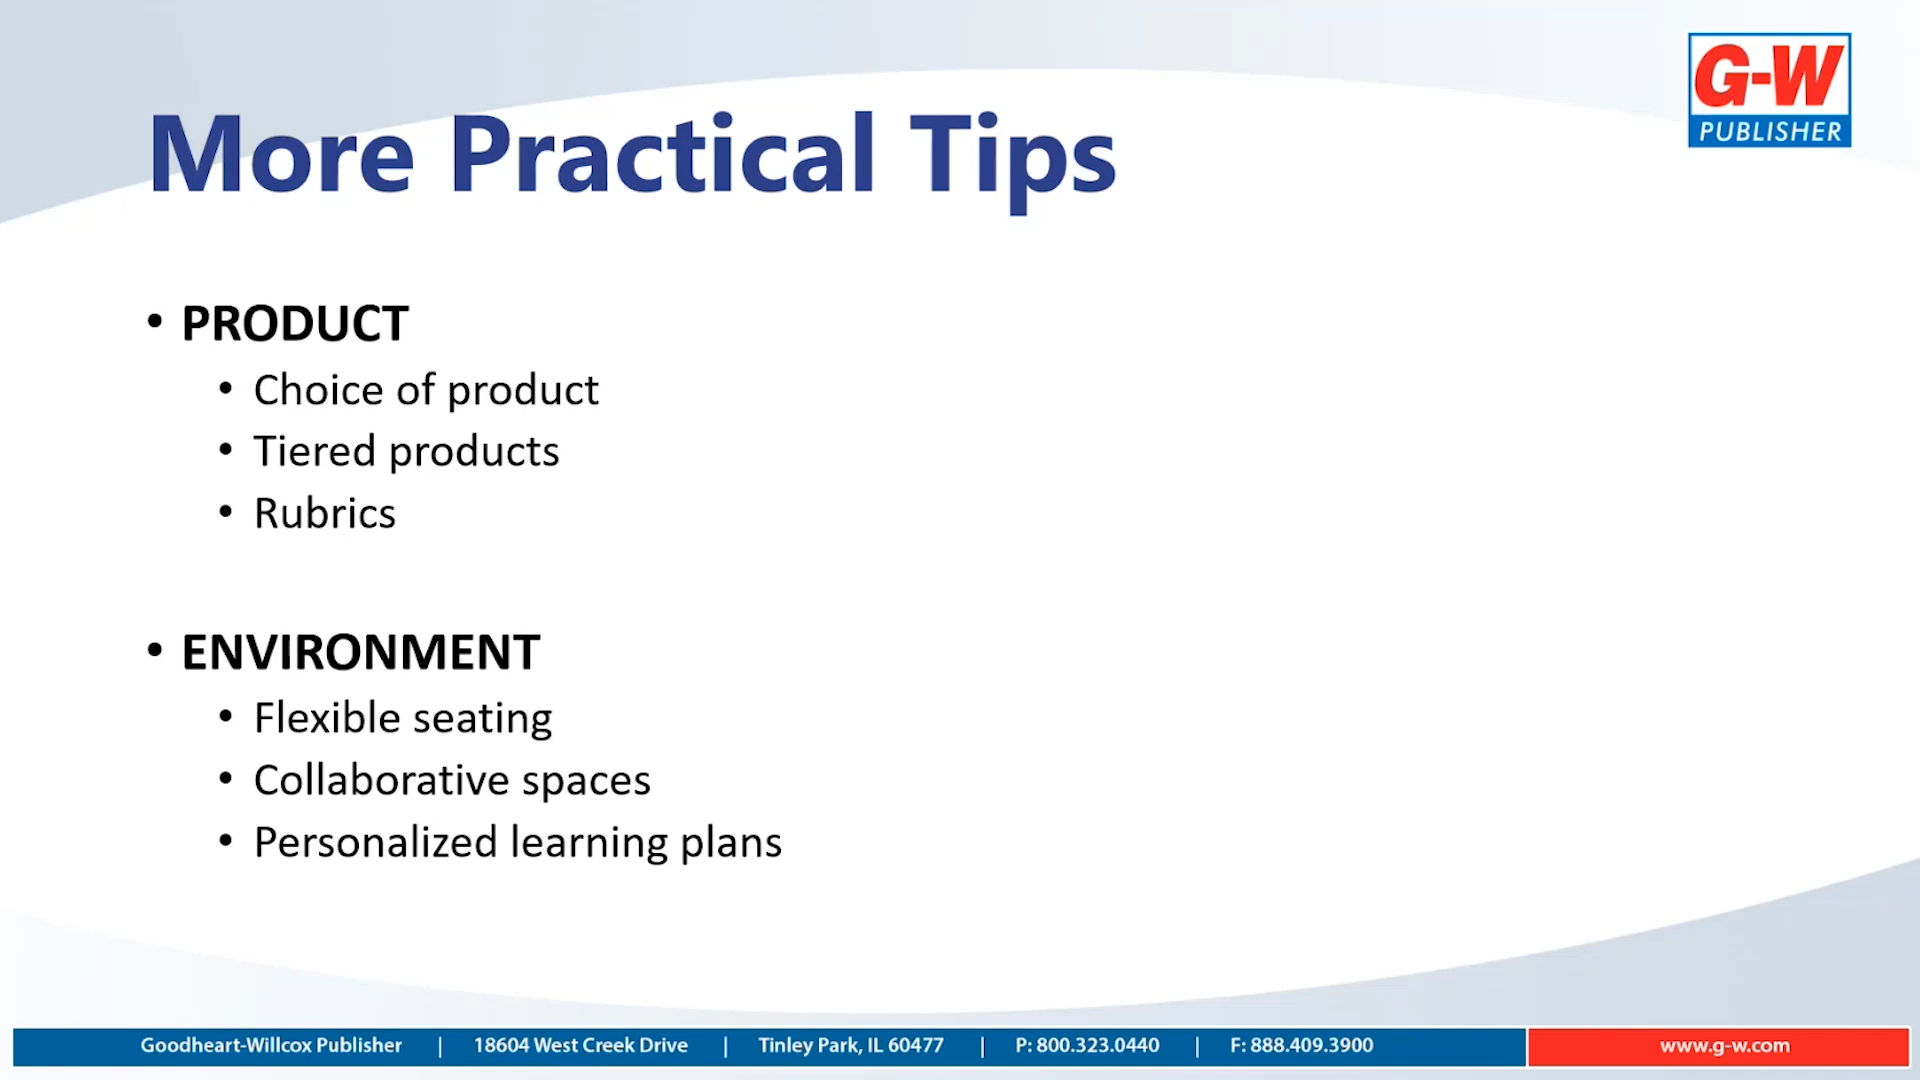 G-W
PUBLISHER
More Practical Tips
• PRODUCT
• Choice of product
• Tiered products
• Rubrics
• ENVIRONMENT
• Flexible seating
• Collaborative spaces
• Personalized learning plans
Goodheart-Willcox Publisher | 18604 West Creek Drive | Tinley Park, IL 60477 | P: 800.323.0440 | F: 888.409.3900 www.g-w.com